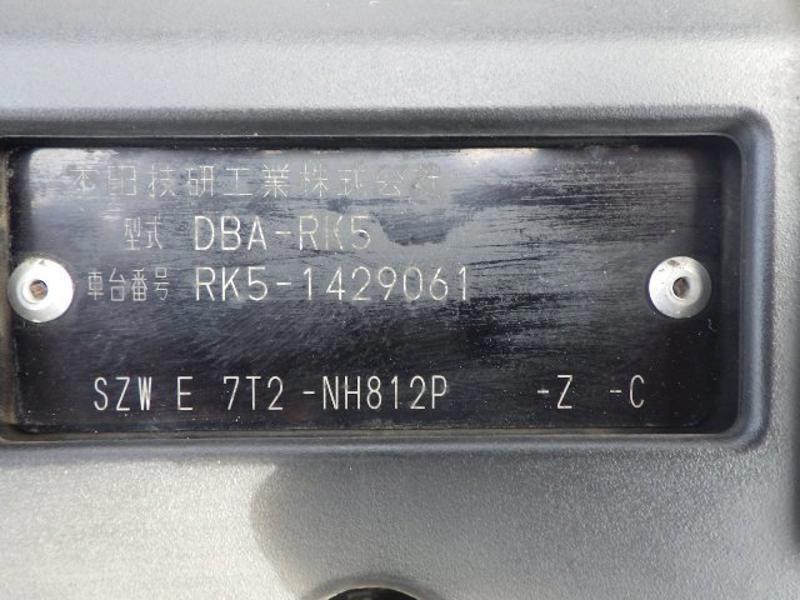 本田技研工業株式会社
型式 DBA-RK5
車台番号 RK5-1429061
SZW E 7T2 -NH812P -Z -C